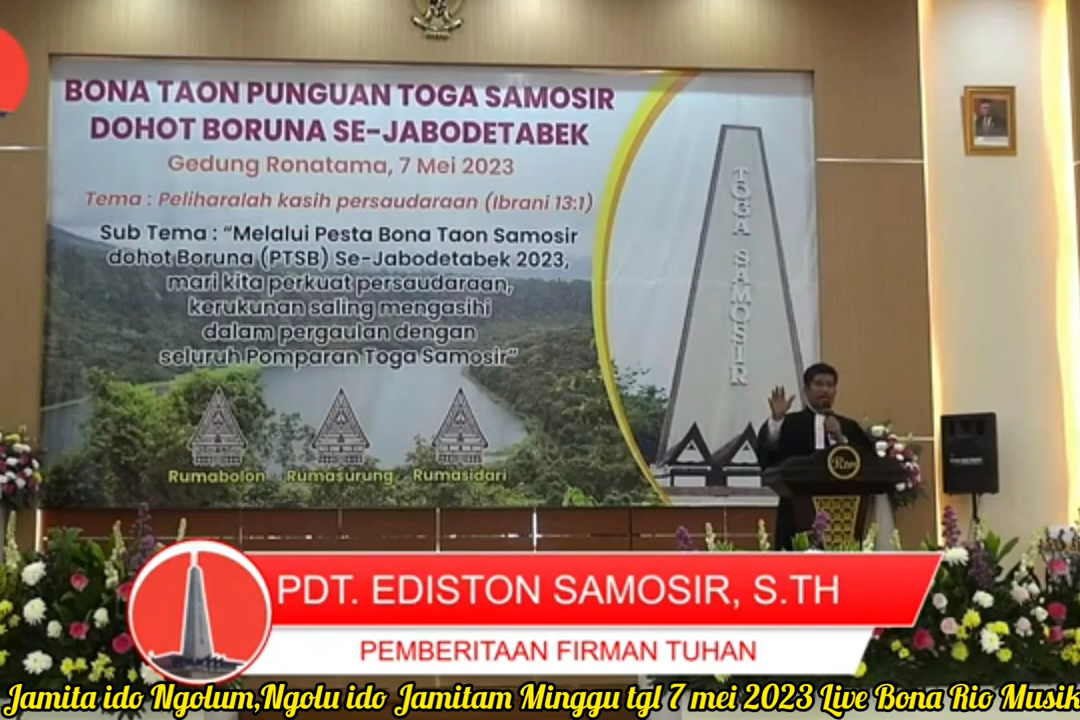 BONA TAON PUNGUAN TOGA SAMOSIR
DOHOT BORUNA SE-JABODETABEK
Gedung Ronatama, 7 Mei 2023
Tema : Peliharalah kasih persaudaraan (Ibrani 13:1)
Sub Tema : "Melalui Pesta Bona Taon Samosir
dohot Boruna (PTSB) Se-Jabodetabek 2023,
mari kita perkuat persaudaraan,
kerukunan saling mengasihi
dalam pergaulan dengan
seluruh Pomparan Toga Samosir"
Rumabolon Rumasurung Rumasidari
TOGA SAMOSIR
PDT. EDISTON SAMOSIR, S.TH
PEMBERITAAN FIRMAN TUHAN
Jamita ido Ngolum,Ngolu ido Jamitam Minggu tgl 7 mei 2023 Live Bona Rio Musik